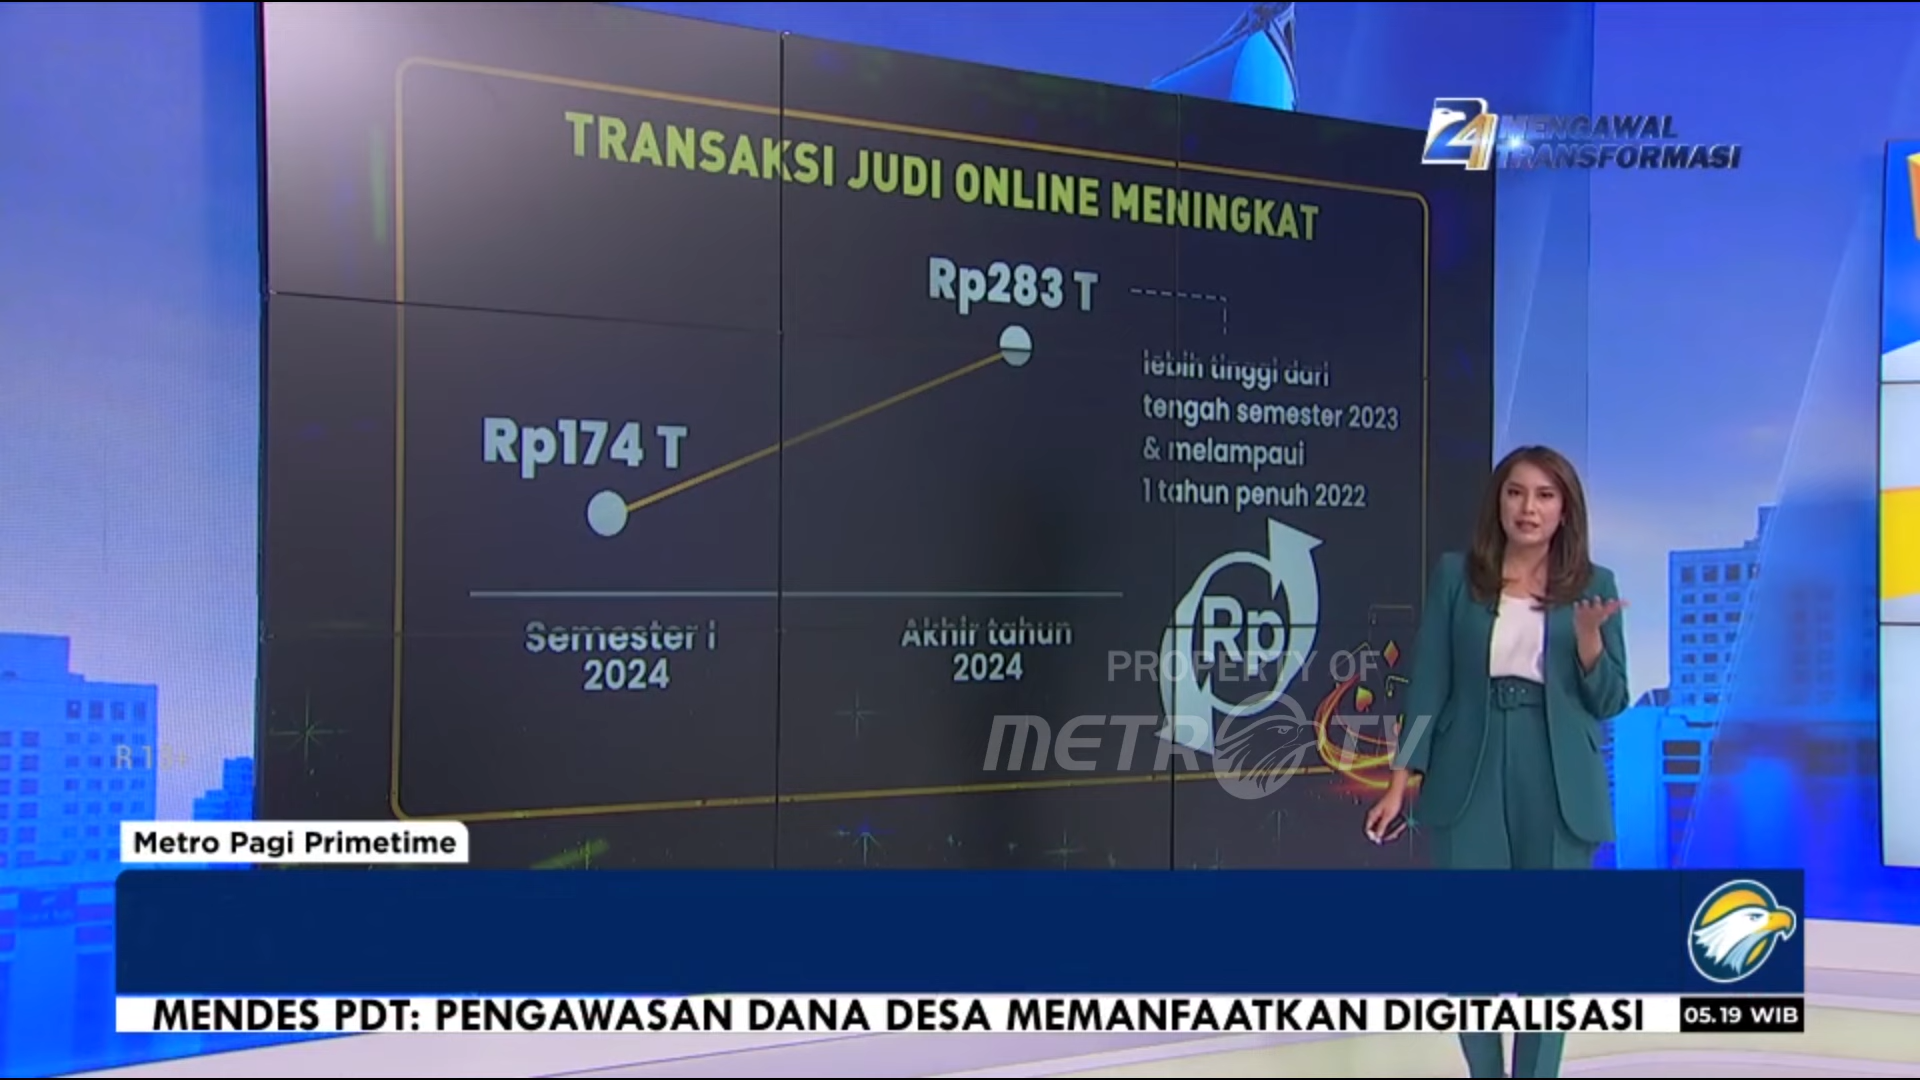 24 MENGAWAL
TRANSFORMASI
TRANSAKSI JUDI ONLINE MENINGKAT
Rp283 T
lebih tinggi dari
tengah semester 2023
& melampaui
1 tahun penuh 2022
Rp174 T
Semester I
2024
Akhir tahun
2024
Rp
PROPERTY OF
METRO TV
R 13+
Metro Pagi Primetime
MENDES PDT: PENGAWASAN DANA DESA MEMANFAATKAN DIGITALISASI
05.19 WIB